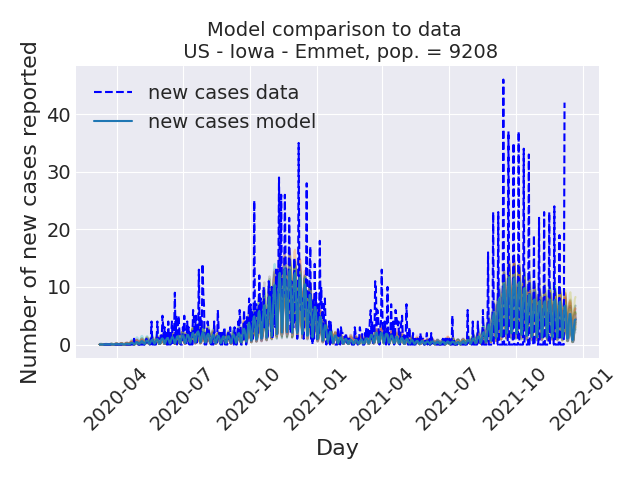 Model comparison to data
US - Iowa - Emmet, pop. = 9208
new cases data
new cases model
Number of new cases reported
40
30
20
10
0
2020-04
2020-07
2020-10
2021-01
2021-04
2021-07
2021-10
2022-01
Day